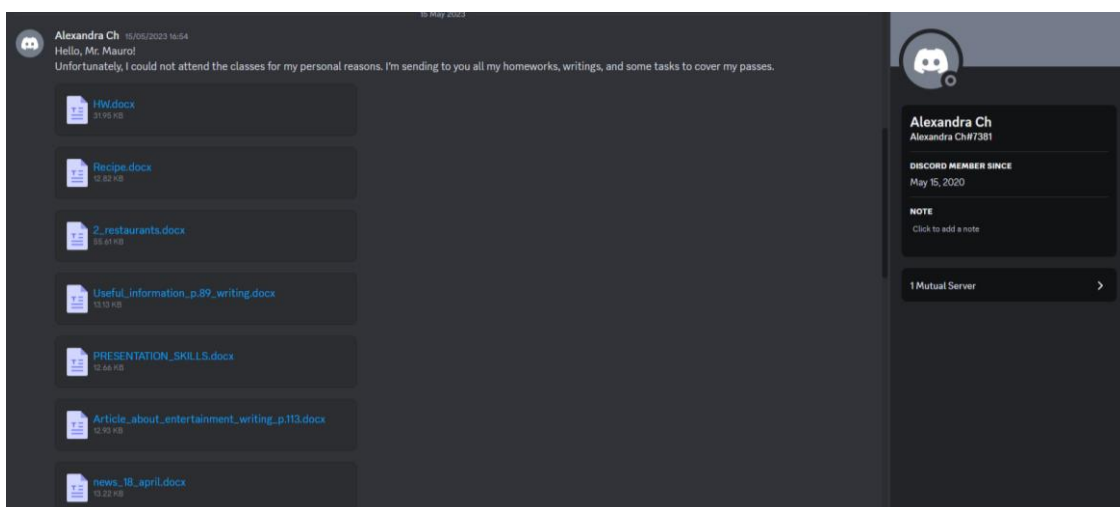 15 May 2023
Alexandra Ch 15/05/2023 16:54
Hello, Mr. Mauro!
Unfortunately, I could not attend the classes for my personal reasons. I'm sending to you all my homeworks, writings, and some tasks to cover my passes.
HW.docx
31.95 KB
Recipe.docx
12.82 KB
2_restaurants.docx
55.61 KB
Useful_information_p.89_writing.docx
13.13 KB
PRESENTATION_SKILLS.docx
12.66 KB
Article_about_entertainment_writing_p.113.docx
12.93 KB
news_18_april.docx
13.22 KB
Alexandra Ch
Alexandra Ch#7381
DISCORD MEMBER SINCE
May 15, 2020
NOTE
Click to add a note
1 Mutual Server